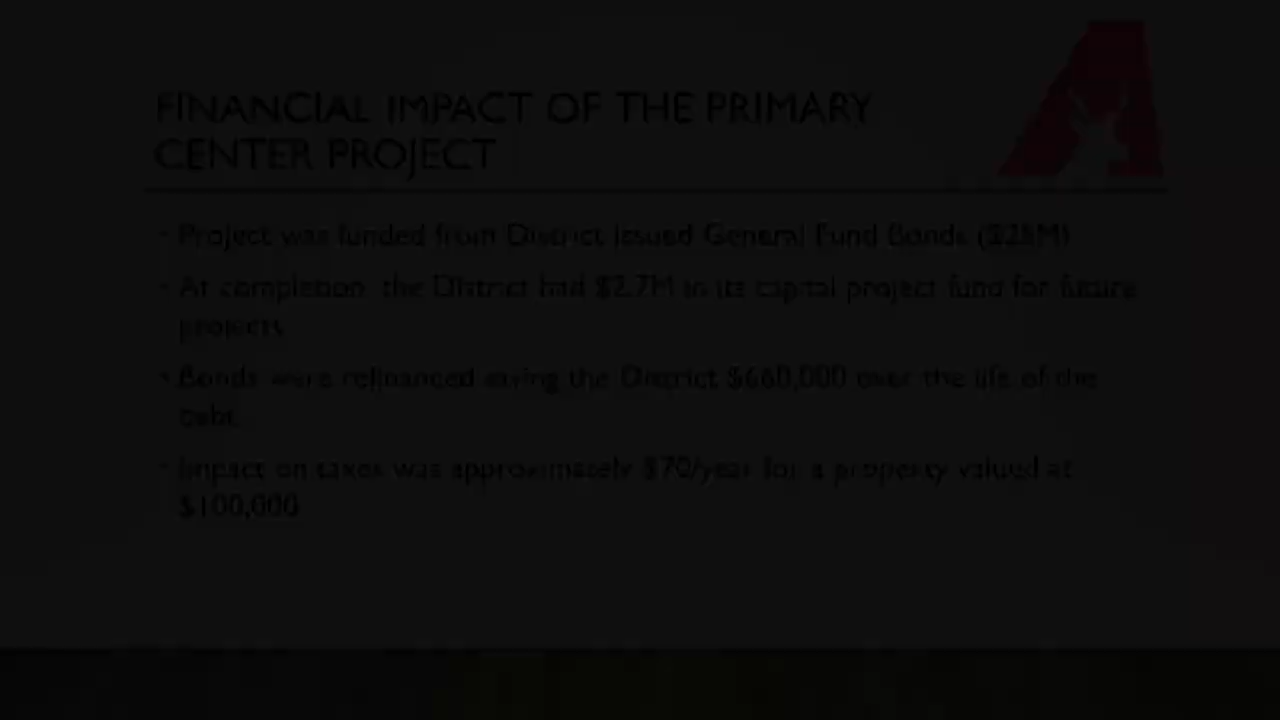 FINANCIAL IMPACT OF THE PRIMARY
CENTER PROJECT
Project was funded from District issued General Fund Bonds
At completion, the District had $2.7M in its capital project fund for future
projects
Bonds were refinanced saving the District $660,000 over the life of the
debt.
Impact on taxes was approximately $70/year for a property valued at
$100,000